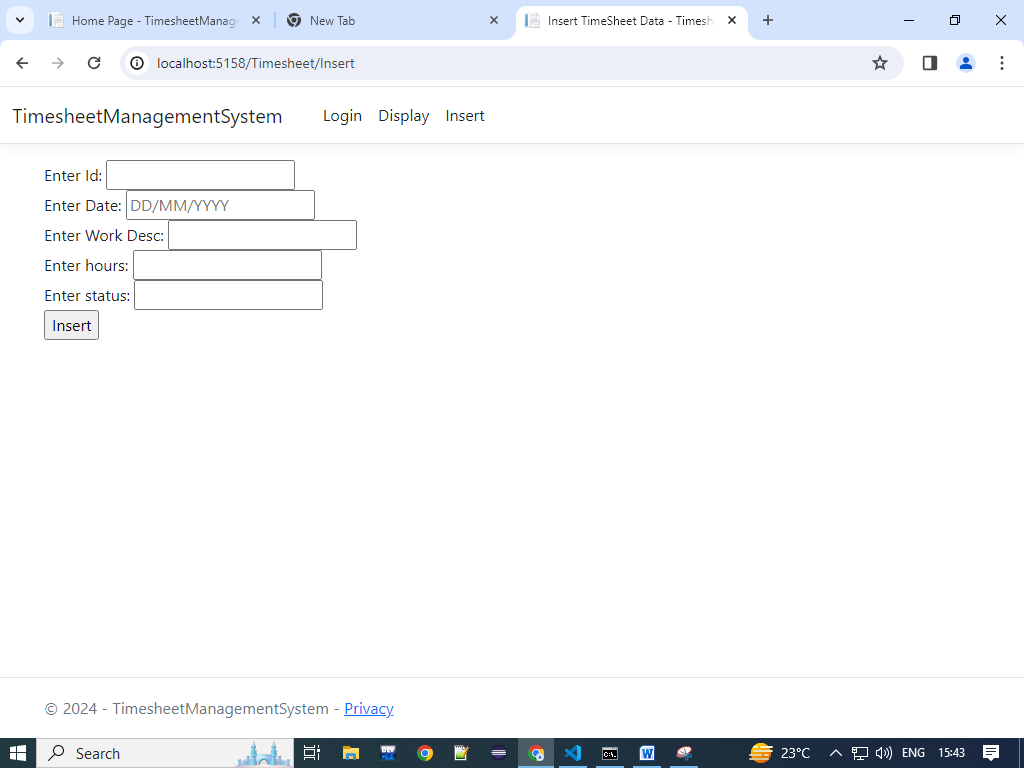 Home Page - TimesheetManage
New Tab
Insert TimeSheet Data - Timesh
localhost:5158/Timesheet/Insert
TimesheetManagementSystem Login Display Insert
Enter Id:
Enter Date: DD/MM/YYYY
Enter Work Desc:
Enter hours:
Enter status:
Insert
© 2024 - TimesheetManagementSystem - Privacy
Search
23°C
ENG
15:43